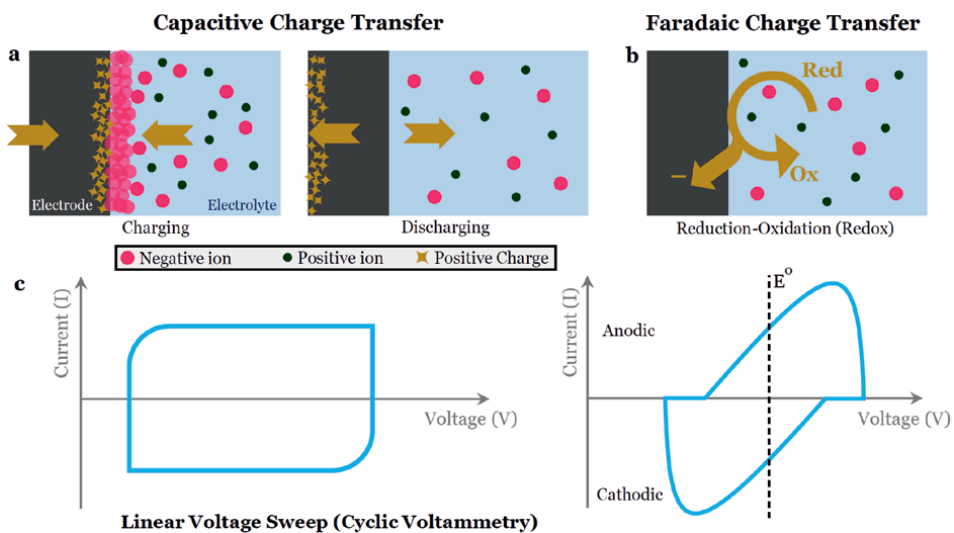 Capacitive Charge Transfer
Faradaic Charge Transfer
a
b
Red
Ox
–
Electrode
Electrolyte
Charging
Discharging
Reduction-Oxidation (Redox)
Negative ion
Positive ion
Positive Charge
c
Current (I)
Voltage (V)
Current (I)
E°
Anodic
Voltage (V)
Cathodic
Linear Voltage Sweep (Cyclic Voltammetry)